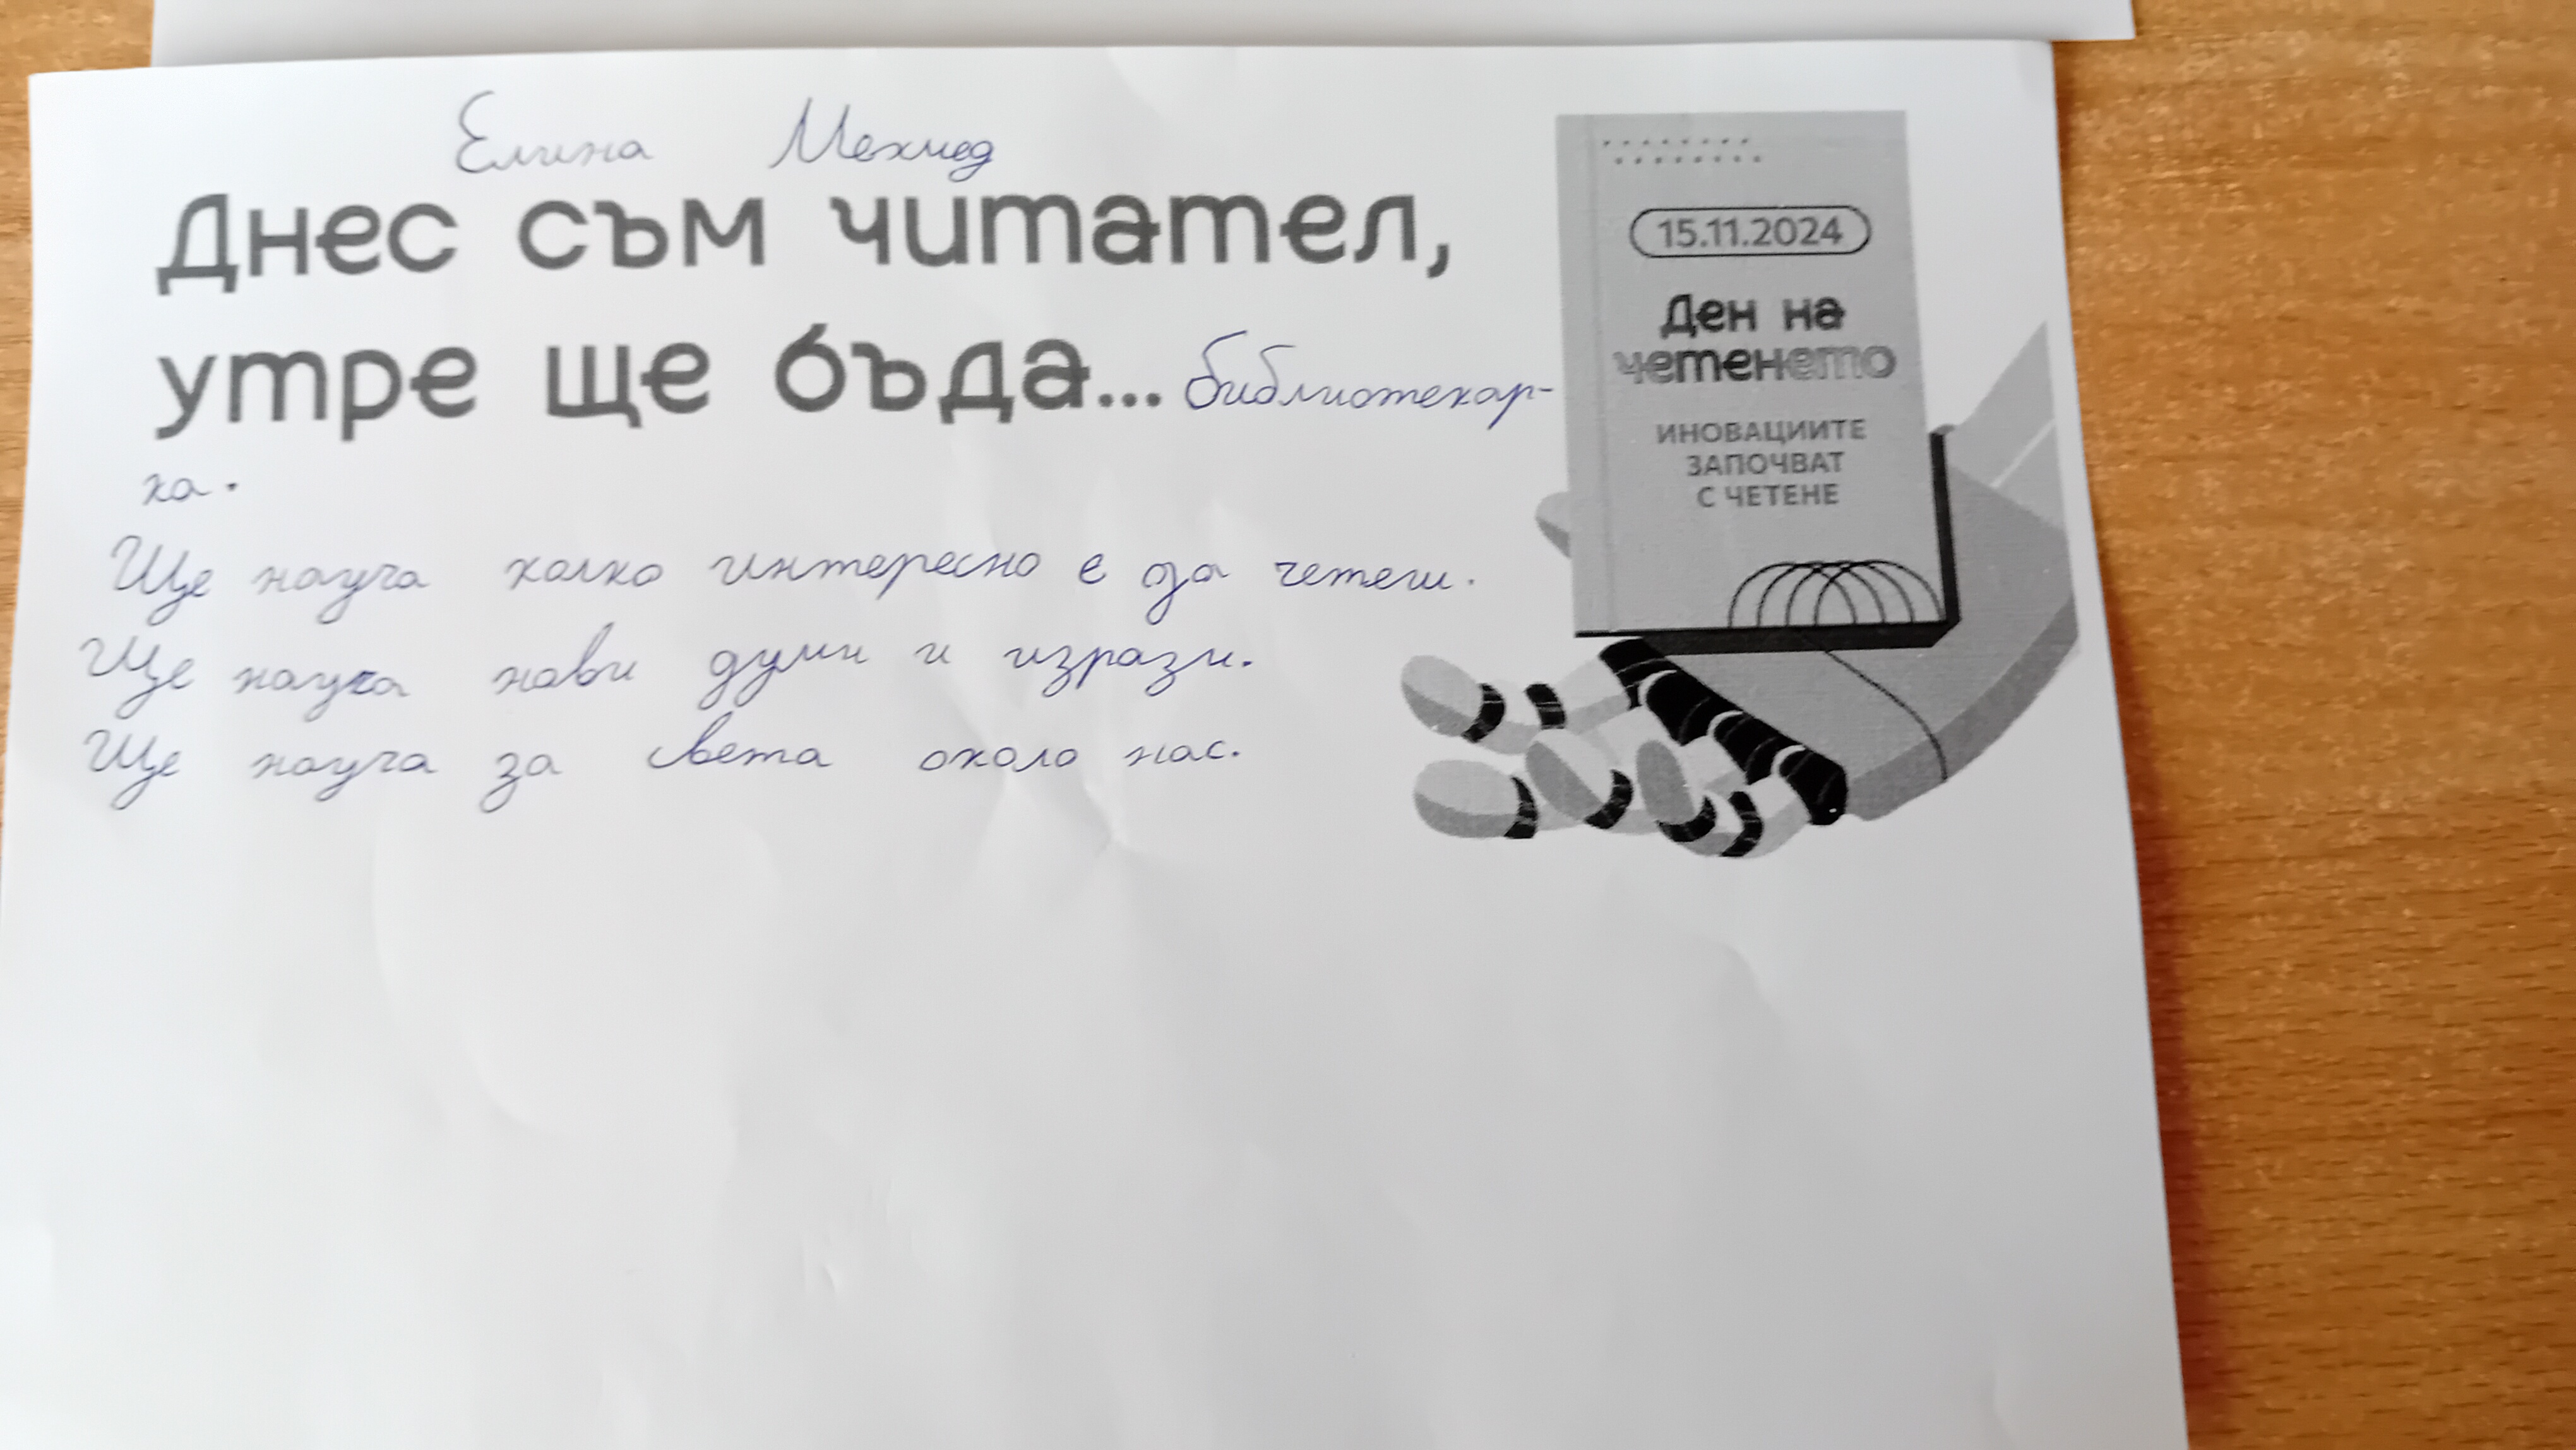 Елина Мехмед
Днес съм читател,
утре ще бъда... библиотекар-
ка.
Ще науча колко интересно е да четеш.
Ще науча нови думи и изрази.
Ще науча за света около нас.
15.11.2024
Ден на
четенето
ИНОВАЦИИТЕ
ЗАПОЧВАТ
С ЧЕТЕНЕ